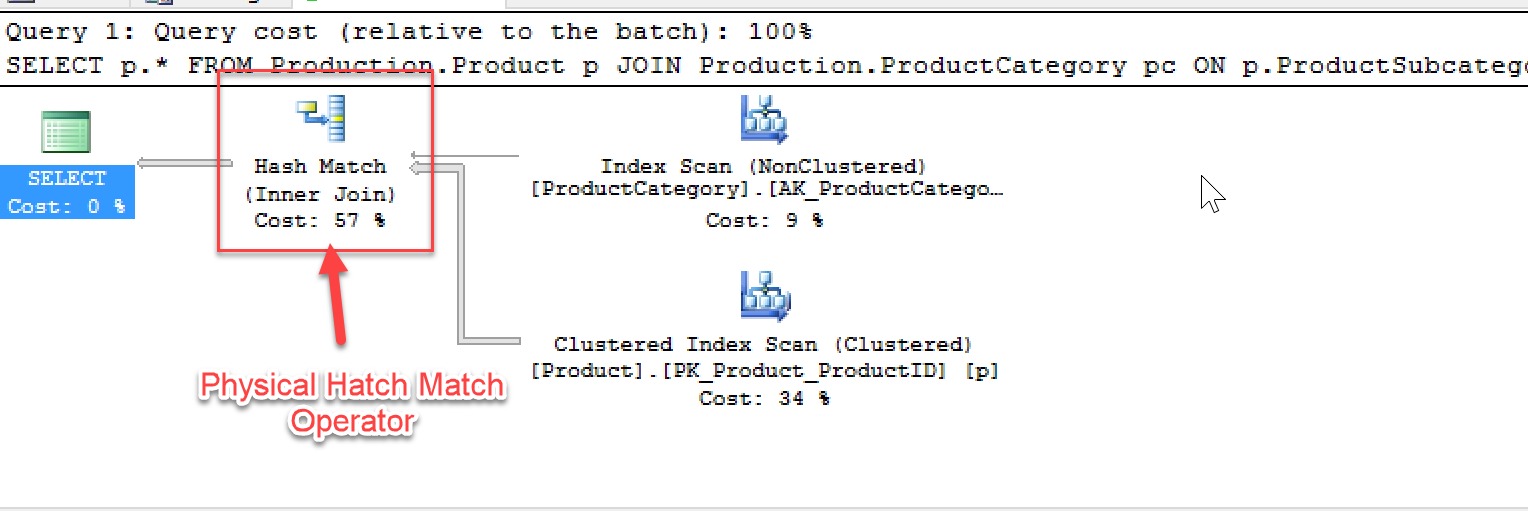 Query 1: Query cost (relative to the batch): 100%
SELECT p.* FROM Production.Product p JOIN Production.ProductCategory pc ON p.ProductSubcatego
SELECT
Cost: 0 %
Hash Match
(Inner Join)
Cost: 57 %
Index Scan (NonClustered)
[ProductCategory].[AK_ProductCatego…
Cost: 9 %
Clustered Index Scan (Clustered)
[Product].[PK_Product_ProductID] [p]
Cost: 34 %
Physical Hatch Match
Operator